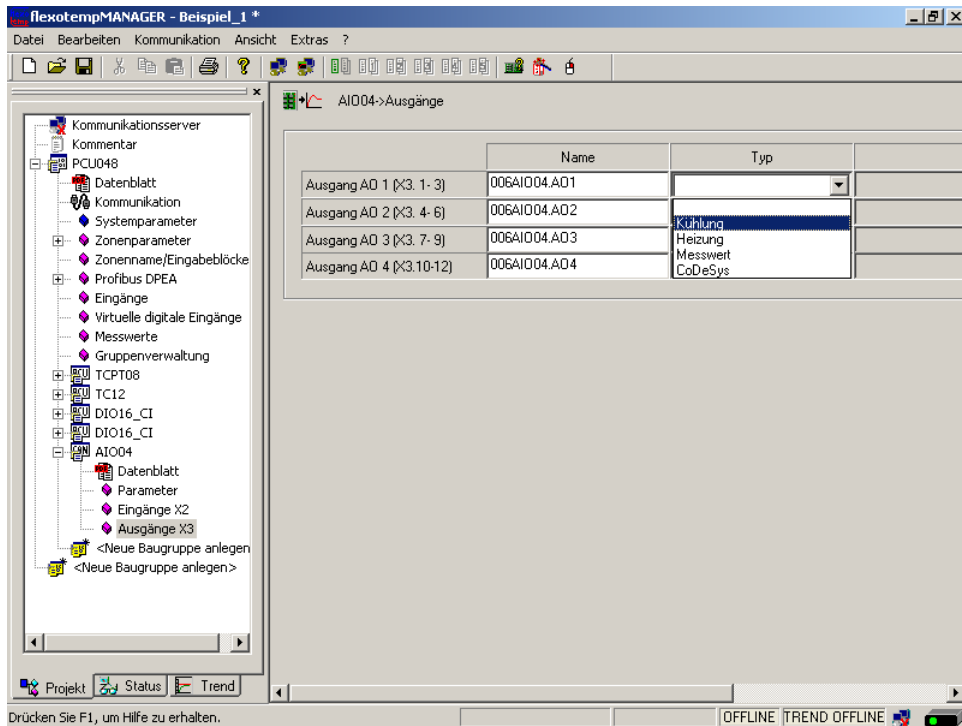 flexotempMANAGER - Beispiel_1 *
Datei Bearbeiten Kommunikation Ansicht Extras ?
Kommunikationsserver
Kommentar
PCU048
Datenblatt
Kommunikation
Systemparameter
Zonenparameter
Zonenname/Eingabeblöcke
Profibus DPEA
Eingänge
Virtuelle digitale Eingänge
Messwerte
Gruppenverwaltung
TCPT08
TC12
DIO16_CI
DIO16_CI
AIO04
Datenblatt
Parameter
Eingänge X2
Ausgänge X3
<Neue Baugruppe anlegen
<Neue Baugruppe anlegen>
Projekt Status Trend
AIO04->Ausgänge
Name Typ
Ausgang AO 1 (X3. 1- 3) 006AIO04.AO1
Ausgang AO 2 (X3. 4- 6) 006AIO04.AO2
Ausgang AO 3 (X3. 7- 9) 006AIO04.AO3
Ausgang AO 4 (X3.10-12) 006AIO04.AO4
Kühlung
Heizung
Messwert
CoDeSys
Drücken Sie F1, um Hilfe zu erhalten.
OFFLINE TREND OFFLINE